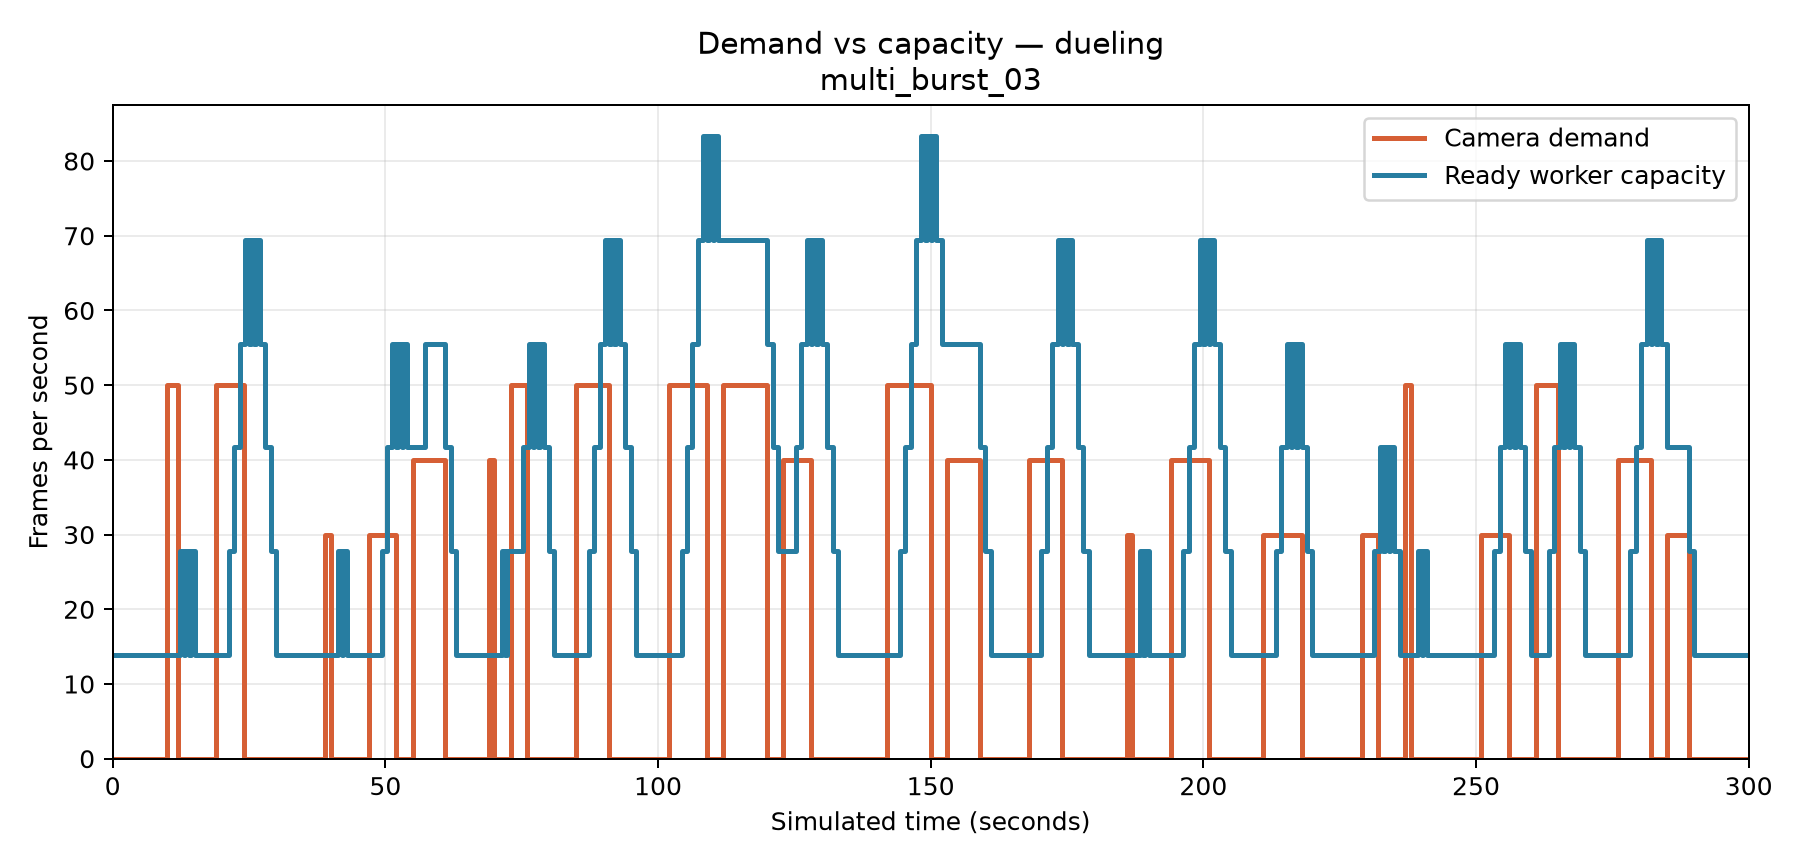 Demand vs capacity — dueling
multi_burst_03
Camera demand
Ready worker capacity
Frames per second
80
70
60
50
40
30
20
10
0
0 50 100 150 200 250 300
Simulated time (seconds)